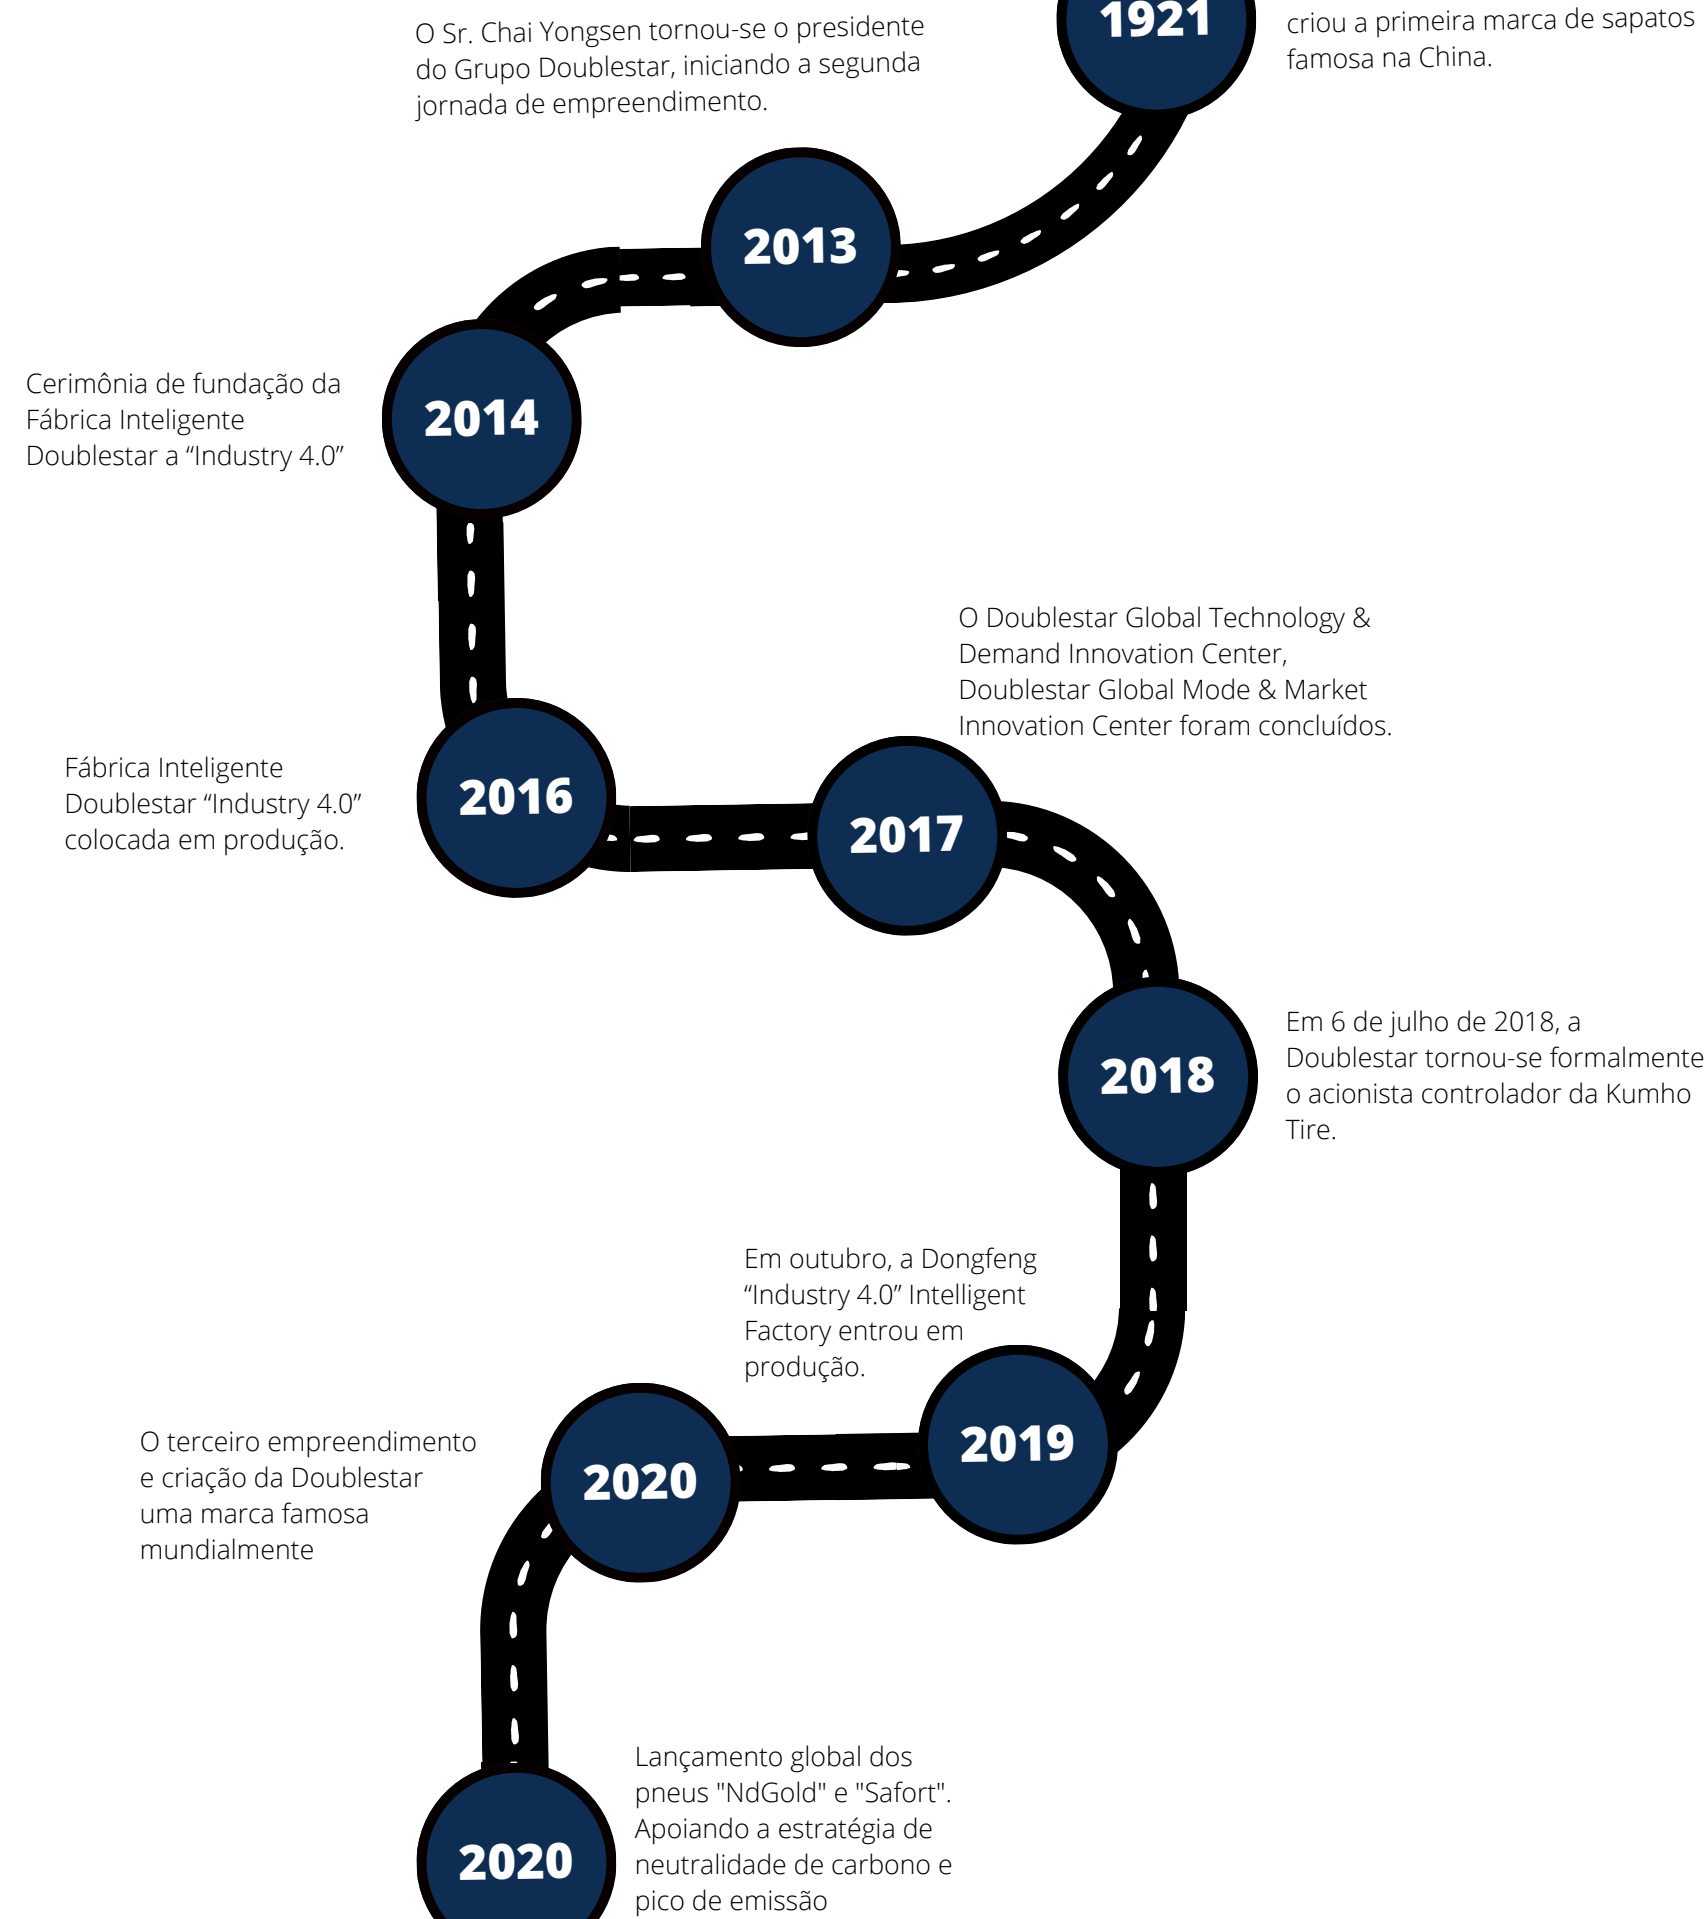 1921
criou a primeira marca de sapatos
famosa na China.
O Sr. Chai Yongsen tornou-se o presidente
do Grupo Doublestar, iniciando a segunda
jornada de empreendimento.
2013
2014
Cerimônia de fundação da
Fábrica Inteligente
Doublestar a “Industry 4.0”
2016
Fábrica Inteligente
Doublestar “Industry 4.0”
colocada em produção.
O Doublestar Global Technology &
Demand Innovation Center,
Doublestar Global Mode & Market
Innovation Center foram concluídos.
2017
2018
Em 6 de julho de 2018, a
Doublestar tornou-se formalmente
o acionista controlador da Kumho
Tire.
Em outubro, a Dongfeng
“Industry 4.0” Intelligent
Factory entrou em
produção.
2019
2020
O terceiro empreendimento
e criação da Doublestar
uma marca famosa
mundialmente
2020
Lançamento global dos
pneus "NdGold" e "Safort".
Apoiando a estratégia de
neutralidade de carbono e
pico de emissão